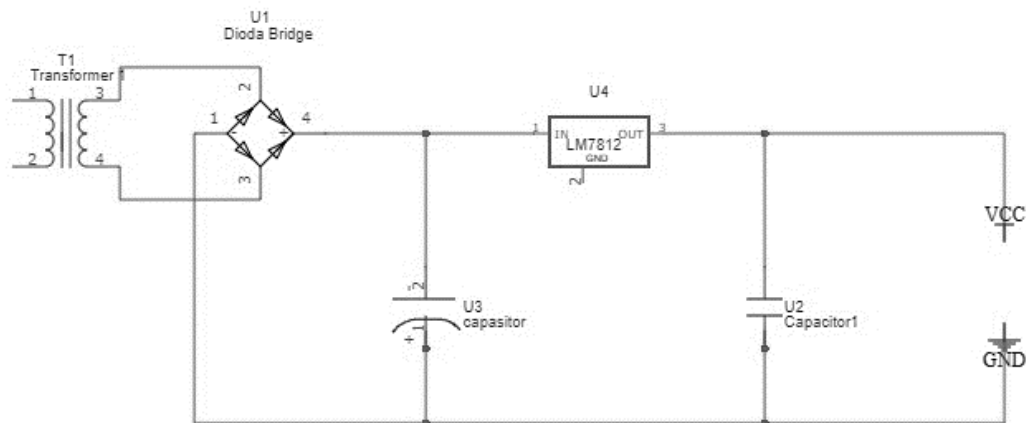 U1
Dioda Bridge
T1
Transformer 1
1
3
2
4
2
1
4
3
U4
1
IN
OUT
3
LM7812
GND
2
VCC
- 2
U3
capasitor
+ 1
U2
Capacitor1
GND